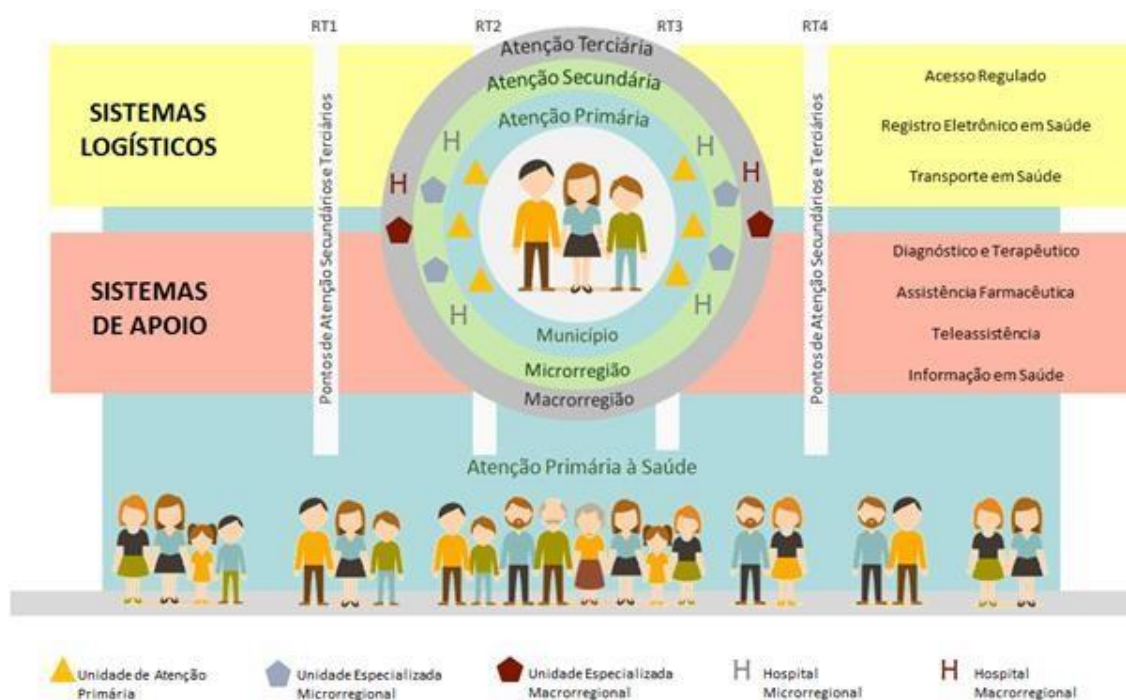 RT1
RT2
RT3
RT4
Atenção Terciária
Atenção Secundária
Atenção Primária
SISTEMAS
LOGÍSTICOS
Acesso Regulado
Registro Eletrônico em Saúde
Transporte em Saúde
H
H
H
H
Pontos de Atenção Secundários e Terciários
Pontos de Atenção Secundários e Terciários
SISTEMAS
DE APOIO
Diagnóstico e Terapêutico
Assistência Farmacêutica
Teleassistência
Informação em Saúde
H
H
Município
Microrregião
Macrorregião
Atenção Primária à Saúde
Unidade de Atenção
Primária
Unidade Especializada
Microrregional
Unidade Especializada
Macrorregional
H
Hospital
Microrregional
H
Hospital
Macrorregional